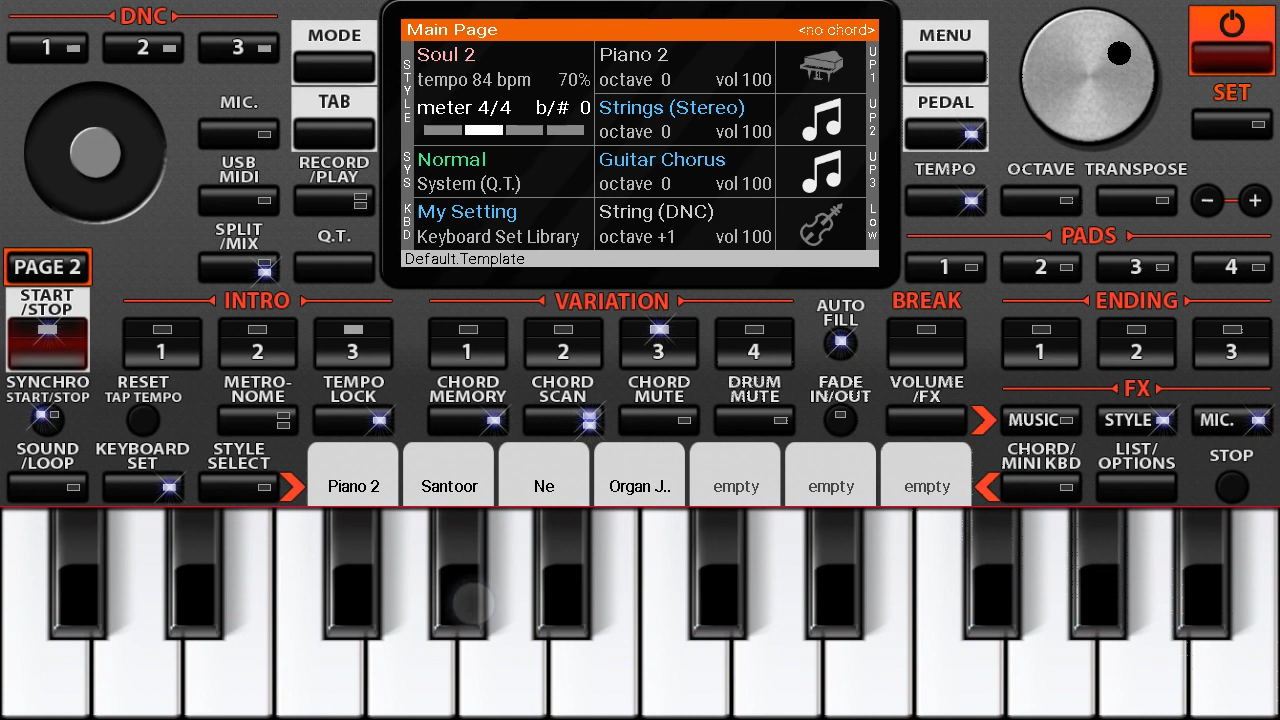 DNC
1 2 3
MODE
MIC.
TAB
USB
MIDI
RECORD
/PLAY
SPLIT
/MIX
Q.T.
Main Page <no chord>
STYLE
Soul 2
tempo 84 bpm 70%
meter 4/4 b/# 0
SYS
Normal
System (Q.T.)
KBD
My Setting
Keyboard Set Library
Piano 2
octave 0 vol 100
UP1
Strings (Stereo)
octave 0 vol 100
UP2
Guitar Chorus
octave 0 vol 100
UP3
String (DNC)
octave +1 vol 100
Low
Default.Template
MENU
PEDAL
SET
TEMPO OCTAVE TRANSPOSE
- +
PADS
1 2 3 4
PAGE 2
START
/STOP
INTRO
1 2 3
VARIATION
1 2 3 4
AUTO
FILL
BREAK
ENDING
1 2 3
SYNCHRO
START/STOP
RESET
TAP TEMPO
METRO-
NOME
TEMPO
LOCK
CHORD
MEMORY
CHORD
SCAN
CHORD
MUTE
DRUM
MUTE
FADE
IN/OUT
VOLUME
/FX
FX
MUSIC STYLE MIC.
SOUND
/LOOP
KEYBOARD
SET
STYLE
SELECT
Piano 2 Santoor Ne Organ J.. empty empty empty
CHORD/
MINI KBD
LIST/
OPTIONS
STOP